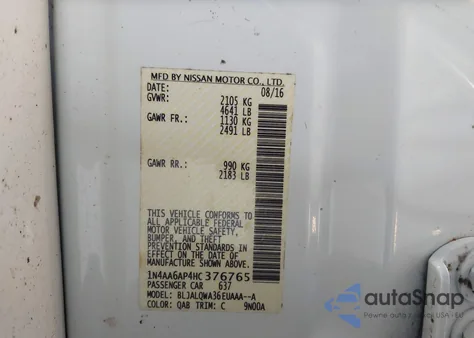 MFD BY NISSAN MOTOR CO., LTD.
DATE: 08/16
GVWR: 2105 KG
4641 LB
GAWR FR.: 1130 KG
2491 LB
GAWR RR.: 990 KG
2183 LB
THIS VEHICLE CONFORMS TO
ALL APPLICABLE FEDERAL
MOTOR VEHICLE SAFETY,
BUMPER, AND THEFT
PREVENTION STANDARDS IN
EFFECT ON THE DATE OF
MANUFACTURE SHOWN ABOVE.
1N4AA6AP4HC376765
PASSENGER CAR 637
MODEL: BLJALQWA36EUAAA--A
COLOR: QAB TRIM: C 9N00A
autoShap